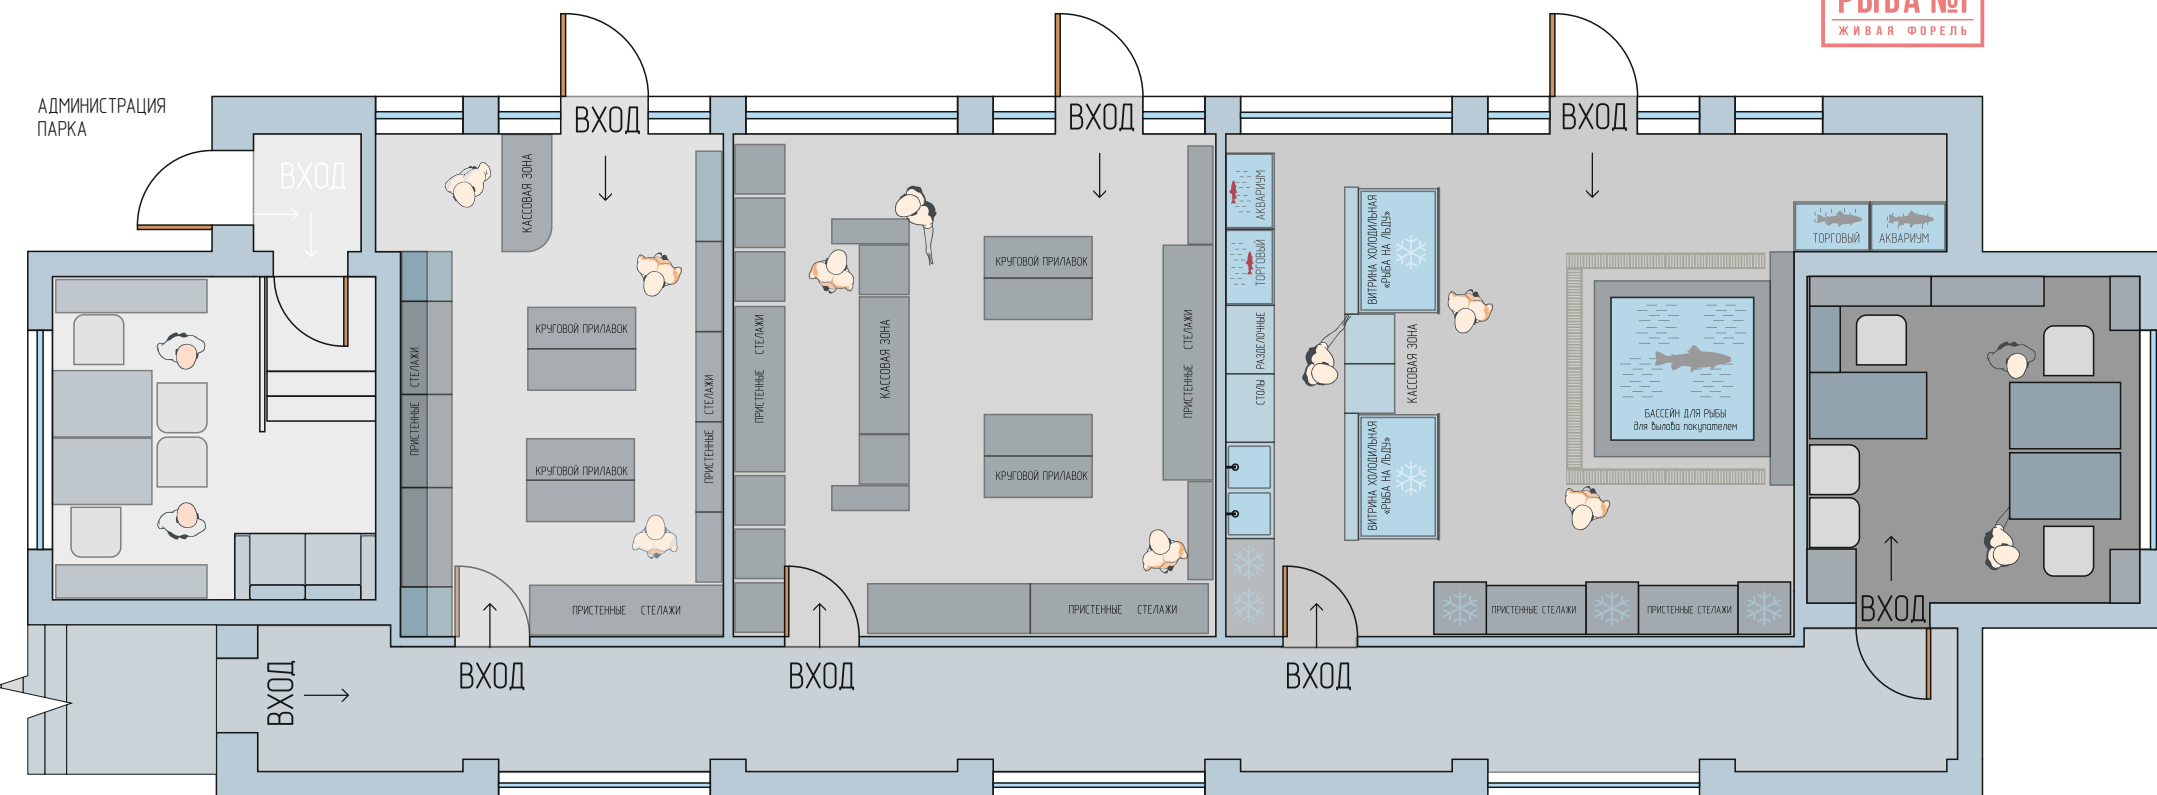 РЫБА №1
ЖИВАЯ ФОРЕЛЬ
АДМИНИСТРАЦИЯ
ПАРКА
ВХОД
ВХОД
ВХОД
ВХОД
КАССОВАЯ ЗОНА
КРУГОВОЙ ПРИЛАВОК
КРУГОВОЙ ПРИЛАВОК
ПРИСТЕННЫЕ СТЕЛАЖИ
ПРИСТЕННЫЕ СТЕЛАЖИ
ПРИСТЕННЫЕ СТЕЛАЖИ
ПРИСТЕННЫЕ СТЕЛАЖИ
КАССОВАЯ ЗОНА
КРУГОВОЙ ПРИЛАВОК
КРУГОВОЙ ПРИЛАВОК
ПРИСТЕННЫЕ СТЕЛАЖИ
ПРИСТЕННЫЕ СТЕЛАЖИ
ТОРГОВЫЙ АКВАРИУМ
СТОЛЫ РАЗДЕЛОЧНЫЕ
ВИТРИНА ХОЛОДИЛЬНАЯ
«РЫБА НА ЛЬДУ»
КАССОВАЯ ЗОНА
ВИТРИНА ХОЛОДИЛЬНАЯ
«РЫБА НА ЛЬДУ»
ТОРГОВЫЙ АКВАРИУМ
БАССЕЙН ДЛЯ РЫБЫ
для вылова покупателем
ПРИСТЕННЫЕ СТЕЛАЖИ
ПРИСТЕННЫЕ СТЕЛАЖИ
ВХОД
ВХОД
ВХОД
ВХОД
ВХОД